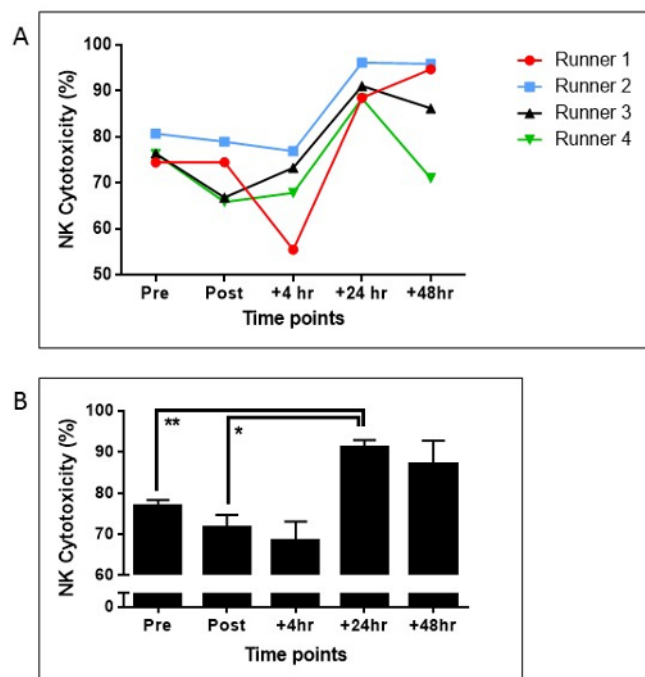 A
NK Cytotoxicity (%)
100
90
80
70
60
50
Pre Post +4 hr +24 hr +48hr
Time points
Runner 1
Runner 2
Runner 3
Runner 4
B
NK Cytotoxicity (%)
100
90
80
70
60
0
** *
Pre Post +4hr +24hr +48hr
Time points